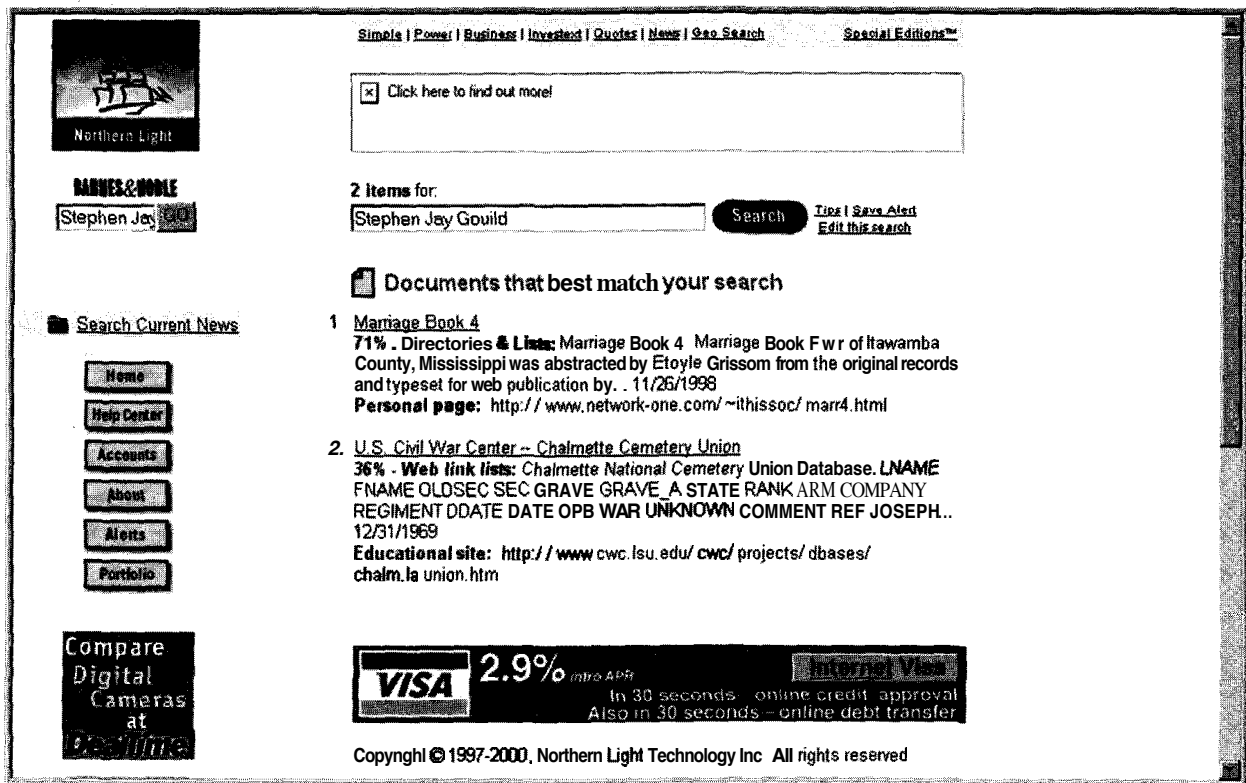 Simple | Power | Business | Investext | Quotes | News | Geo Search
Special Editions™
Click here to find out more!
Northern Light
BARNES&NOBLE
Stephen Jay GO
2 items for:
Stephen Jay Gouild
Search
Tips | Save Alert
Edit this search
Documents that best match your search
Search Current News
Home
Help Center
Accounts
About
Alerts
Portfolio
1 Marriage Book 4
71% . Directories & Lists: Marriage Book 4 Marriage Book Fwr of Itawamba
County, Mississippi was abstracted by Etoyle Grissom from the original records
and typeset for web publication by. . 11/26/1998
Personal page: http://www.network-one.com/~ithissoc/marr4.html
2. U.S. Civil War Center -- Chalmette Cemetery Union
36% - Web link lists: Chalmette National Cemetery Union Database. LNAME
FNAME OLDSEC SEC GRAVE GRAVE_A STATE RANK ARM COMPANY
REGIMENT DDATE DATE OPB WAR UNKNOWN COMMENT REF JOSEPH...
12/31/1969
Educational site: http://www cwc.lsu.edu/cwc/projects/dbases/
chalm.la union.htm
Compare
Digital
Cameras
at
DealTime
VISA
2.9% intro APR
Internet Visa
In 30 seconds - online credit approval
Also in 30 seconds - online debt transfer
Copynghl © 1997-2000, Northern Light Technology Inc All rights reserved